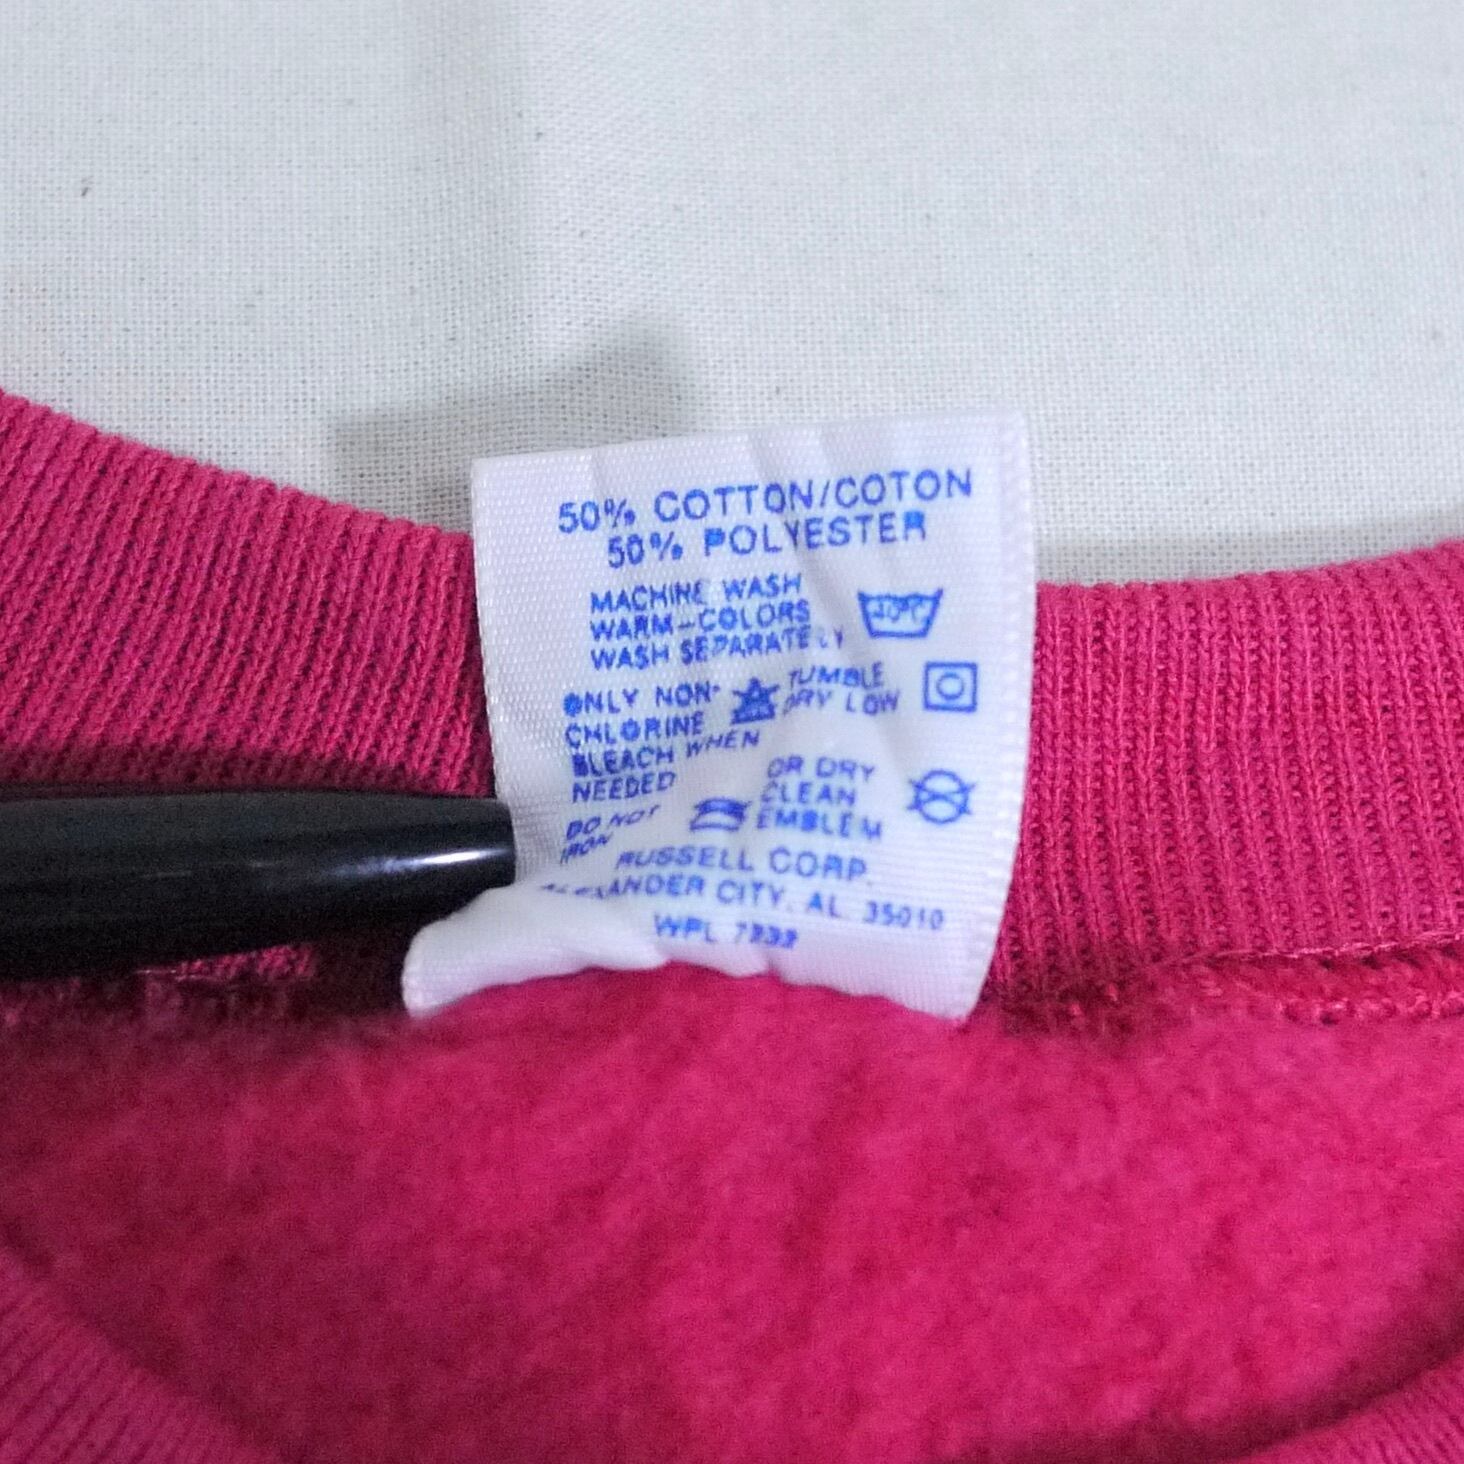 50% COTTON/COTON
50% POLYESTER
MACHINE WASH
WARM-COLORS
WASH SEPARATELY
40°C
ONLY NON-
CHLORINE
BLEACH WHEN
NEEDED
TUMBLE
DRY LOW
DO NOT
IRON
OR DRY
CLEAN
EMBLEM
RUSSELL CORP.
ALEXANDER CITY, AL 35010
WPL